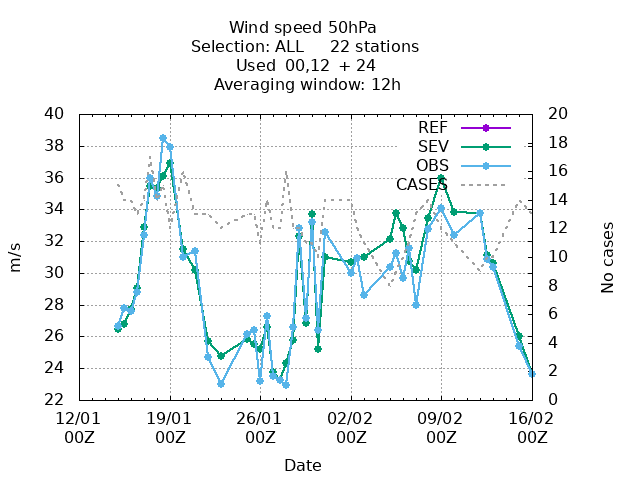 Wind speed 50hPa
Selection: ALL     22 stations
Used  00,12  + 24
Averaging window: 12h
40
38
36
34
32
30
28
26
24
22
m/s
20
18
16
14
12
10
8
6
4
2
0
No cases
REF
SEV
OBS
CASES
12/01 19/01 26/01 02/02 09/02 16/02
00Z 00Z 00Z 00Z 00Z 00Z
Date